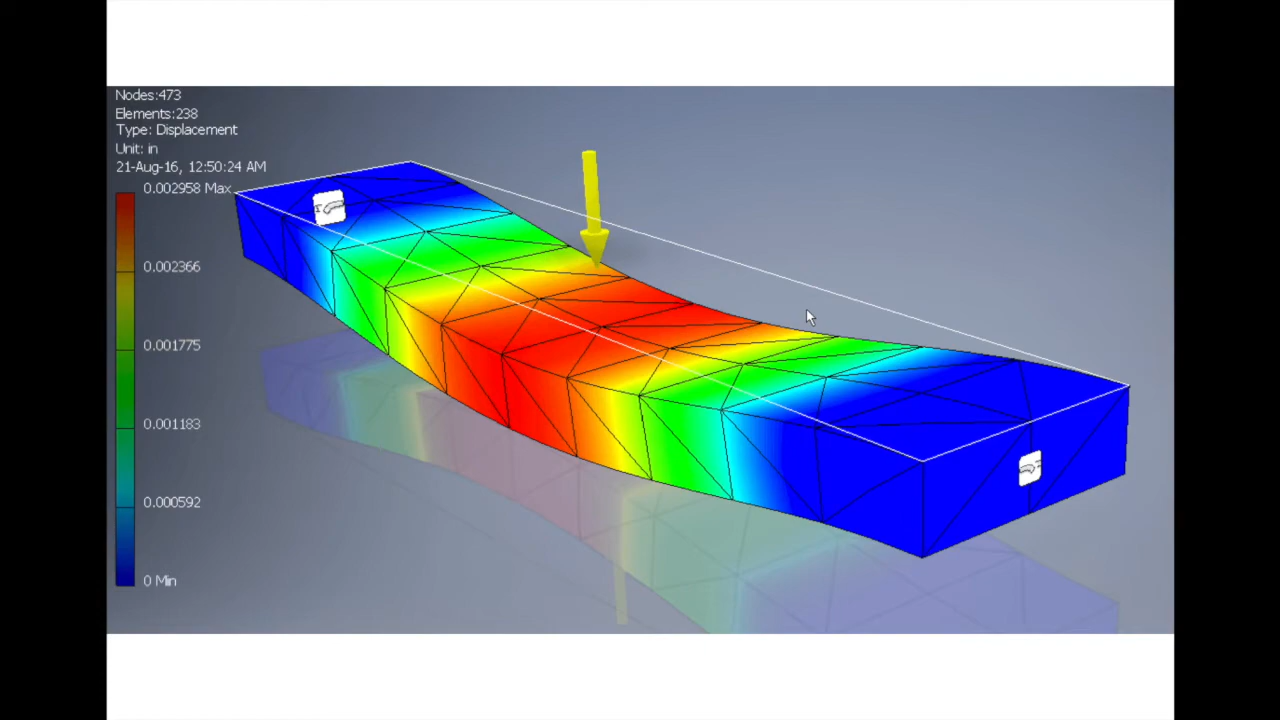 Nodes:473
Elements:238
Type: Displacement
Unit: in
21-Aug-16, 12:50:24 AM
0.002958 Max
0.002366
0.001775
0.001183
0.000592
0 Min